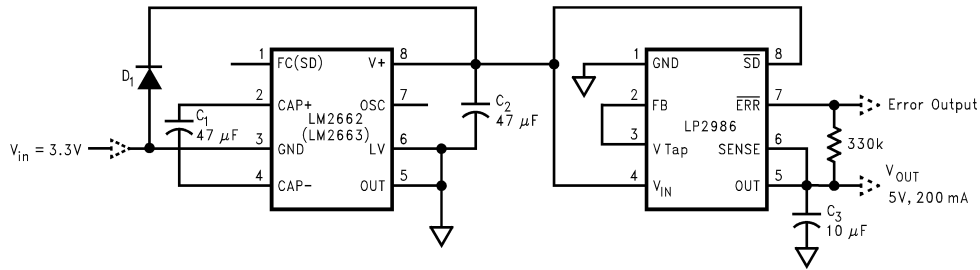 D1
Vin = 3.3V
C1
47 µF
1
2
3
4
FC(SD)
CAP+
GND
CAP-
LM2662
(LM2663)
V+
OSC
LV
OUT
8
7
6
5
C2
47 µF
1
2
3
4
GND
FB
V Tap
VIN
LP2986
SD
ERR
SENSE
OUT
8
7
6
5
Error Output
330k
VOUT
5V, 200 mA
C3
10 µF